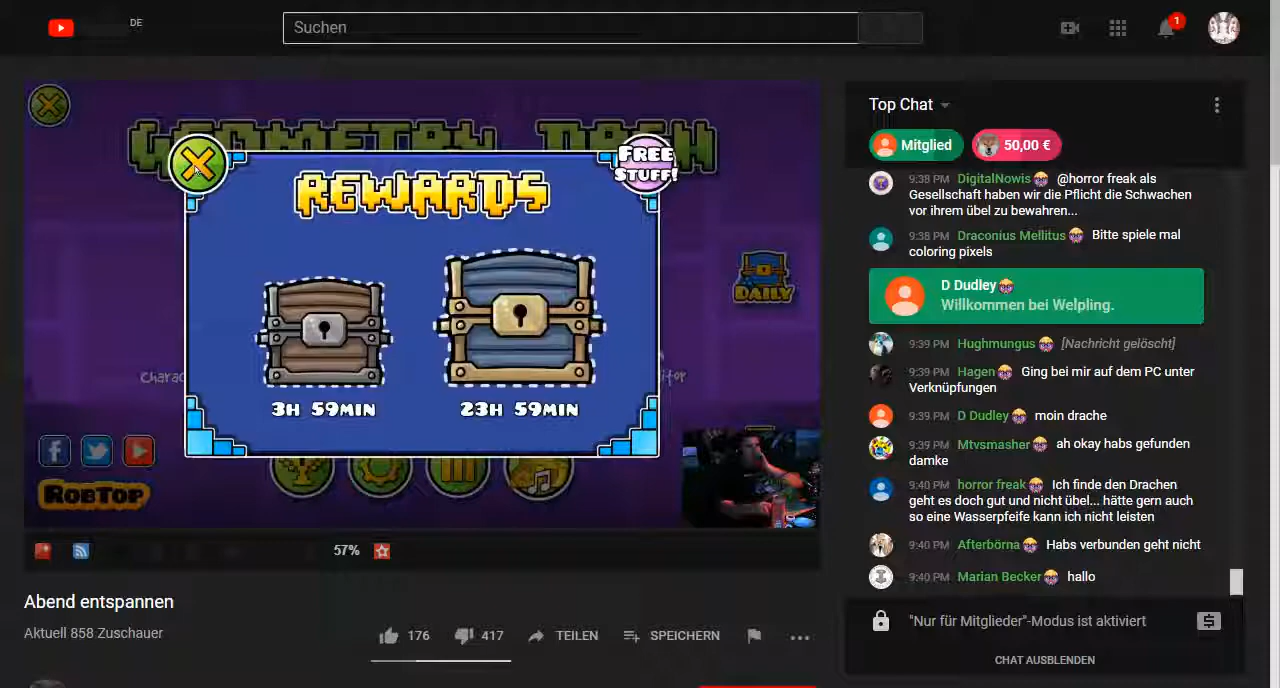 DE
Suchen
1
GEOMETRY DASH
FREE
STUFF!
REWARDS
DAILY
Charac
itor
3H 59MIN
23H 59MIN
ROBTOP
57%
Abend entspannen
Aktuell 858 Zuschauer
176
417
TEILEN
SPEICHERN
Top Chat
Mitglied
50,00 €
9:38 PM DigitalNowis @horror freak als
Gesellschaft haben wir die Pflicht die Schwachen
vor ihrem übel zu bewahren...
9:38 PM Draconius Mellitus Bitte spiele mal
coloring pixels
D Dudley
Willkommen bei Welpling.
9:39 PM Hughmungus [Nachricht gelöscht]
9:39 PM Hagen Ging bei mir auf dem PC unter
Verknüpfungen
9:39 PM D Dudley moin drache
9:39 PM Mtvsmasher ah okay habs gefunden
damke
9:40 PM horror freak Ich finde den Drachen
geht es doch gut und nicht übel... hätte gern auch
so eine Wasserpfeife kann ich nicht leisten
9:40 PM Afterbörna Habs verbunden geht nicht
9:40 PM Marian Becker hallo
"Nur für Mitglieder"-Modus ist aktiviert
CHAT AUSBLENDEN